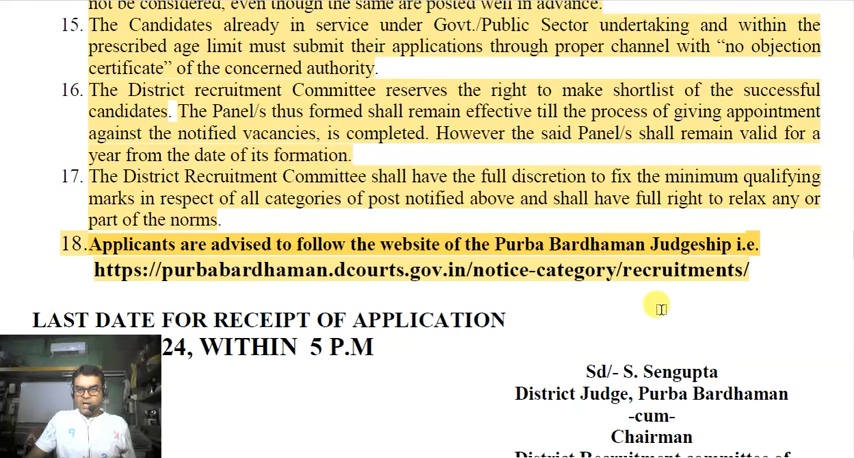 not be considered, even though the same are posted well in advance.
15. The Candidates already in service under Govt./Public Sector undertaking and within the
prescribed age limit must submit their applications through proper channel with “no objection
certificate” of the concerned authority.
16. The District recruitment Committee reserves the right to make shortlist of the successful
candidates. The Panel/s thus formed shall remain effective till the process of giving appointment
against the notified vacancies, is completed. However the said Panel/s shall remain valid for a
year from the date of its formation.
17. The District Recruitment Committee shall have the full discretion to fix the minimum qualifying
marks in respect of all categories of post notified above and shall have full right to relax any or
part of the norms.
18.Applicants are advised to follow the website of the Purba Bardhaman Judgeship i.e.
https://purbabardhaman.dcourts.gov.in/notice-category/recruitments/
LAST DATE FOR RECEIPT OF APPLICATION
24, WITHIN 5 P.M
Sd/- S. Sengupta
District Judge, Purba Bardhaman
-cum-
Chairman
District Recruitment committee of